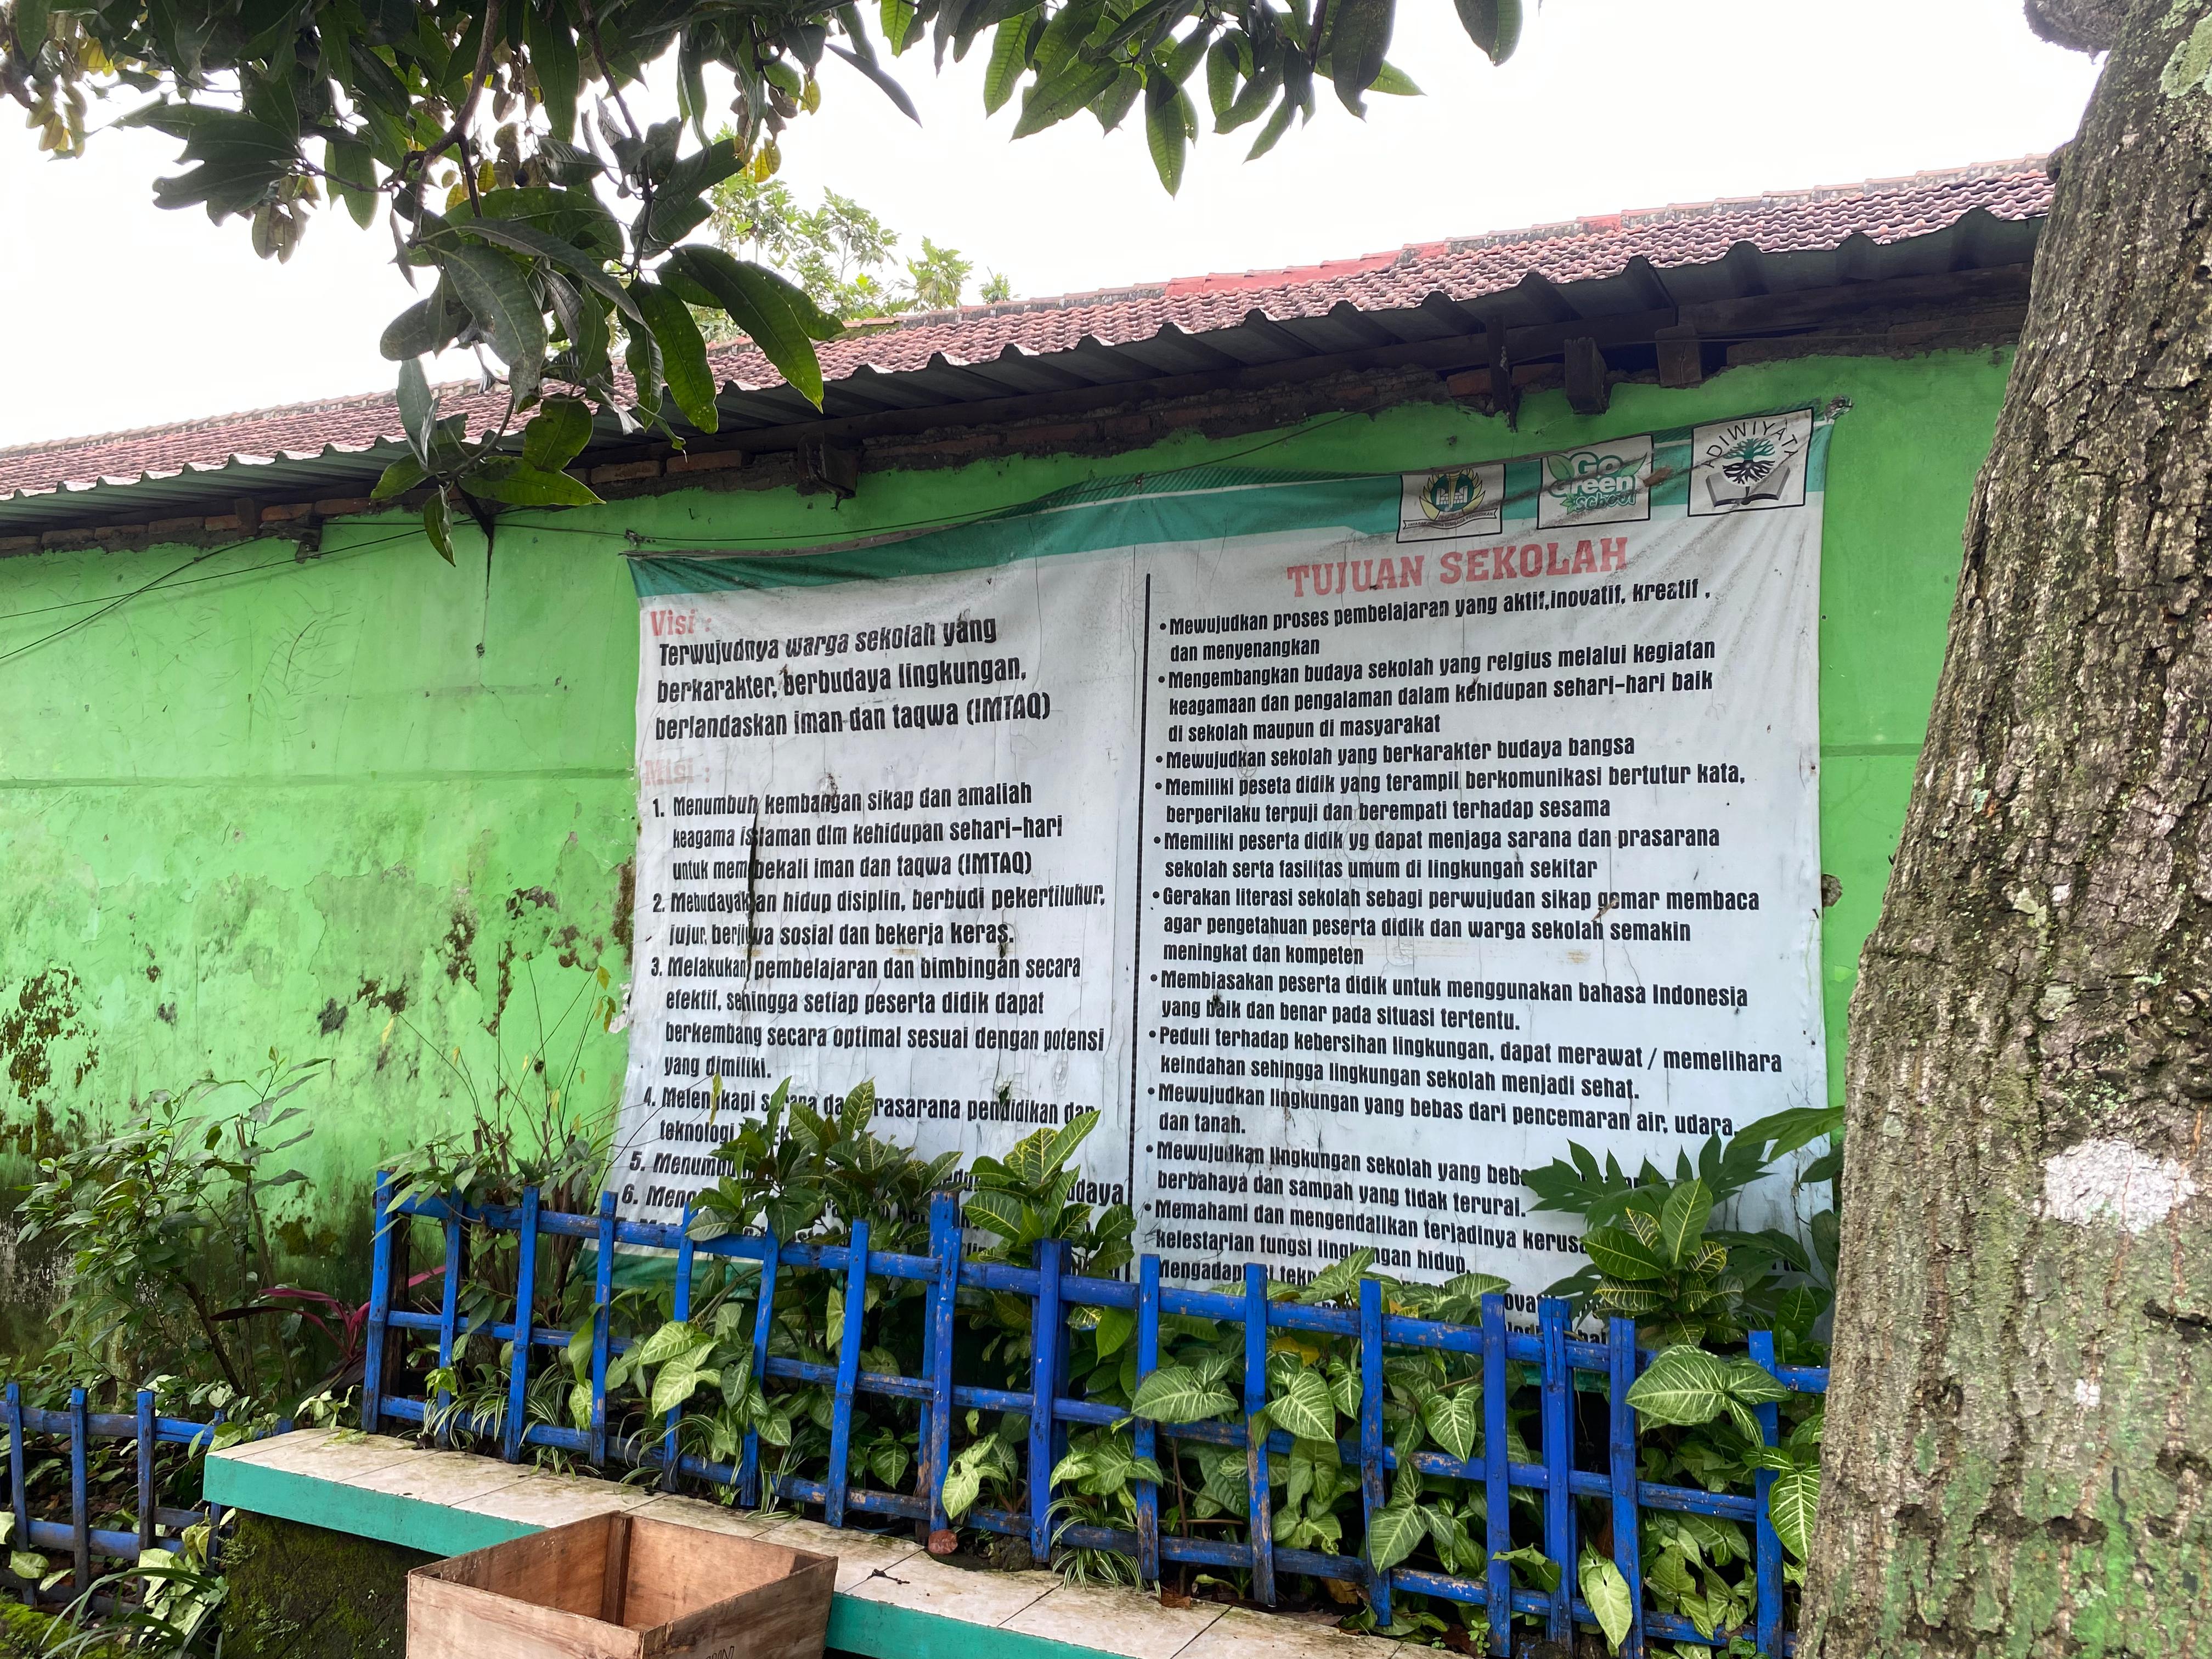 Visi :
Terwujudnya warga sekolah yang
berkarakter, berbudaya lingkungan,
berlandaskan iman dan taqwa (IMTAQ)
Misi :
1. Menumbuh kembangan sikap dan amaliah
keagama islaman dlm kehidupan sehari-hari
untuk membekali iman dan taqwa (IMTAQ)
2. Mebudayakan hidup disiplin, berbudi pekertiluhur,
jujur, berjiwa sosial dan bekerja keras.
3. Melakukan pembelajaran dan bimbingan secara
efektif, sehingga setiap peserta didik dapat
berkembang secara optimal sesuai dengan potensi
yang dimiliki.
4. Melengkapi sarana dan prasarana pendidikan dan
teknologi
5.
6.
Go Green School
ADIWIYATA
TUJUAN SEKOLAH
• Mewujudkan proses pembelajaran yang aktif,inovatif, kreatif ,
dan menyenangkan
• Mengembangkan budaya sekolah yang relgius melalui kegiatan
keagamaan dan pengalaman dalam kehidupan sehari-hari baik
di sekolah maupun di masyarakat
• Mewujudkan sekolah yang berkarakter budaya bangsa
• Memiliki peseta didik yang terampil berkomunikasi bertutur kata,
berperilaku terpuji dan berempati terhadap sesama
• Memiliki peserta didik yg dapat menjaga sarana dan prasarana
sekolah serta fasilitas umum di lingkungan sekitar
• Gerakan literasi sekolah sebagi perwujudan sikap gemar membaca
agar pengetahuan peserta didik dan warga sekolah semakin
meningkat dan kompeten
• Membiasakan peserta didik untuk menggunakan bahasa Indonesia
yang baik dan benar pada situasi tertentu.
• Peduli terhadap kebersihan lingkungan, dapat merawat / memelihara
keindahan sehingga lingkungan sekolah menjadi sehat.
• Mewujudkan lingkungan yang bebas dari pencemaran air, udara,
dan tanah.
• Mewujudkan lingkungan sekolah yang
berbahaya dan sampah yang tidak terurai.
• Memahami dan mengendalikan terjadinya
kelestarian fungsi lingkungan hidup.